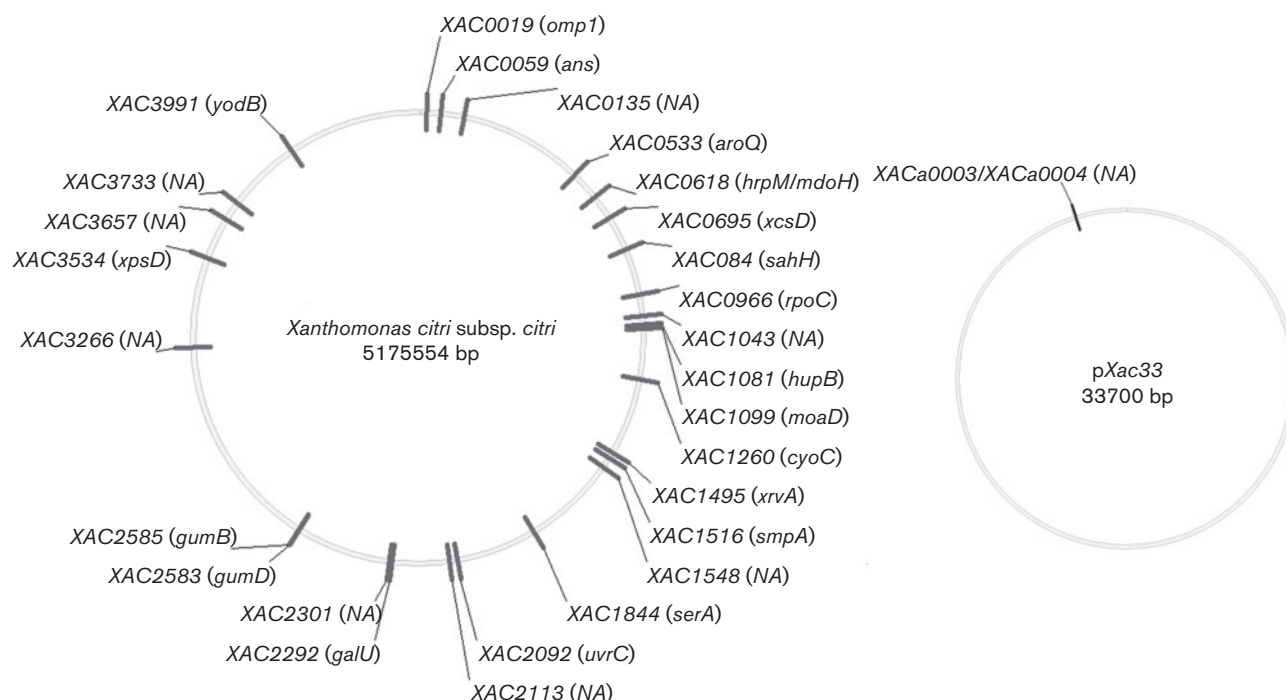 XAC0019 (omp1)
XAC0059 (ans)
XAC0135 (NA)
XAC0533 (aroQ)
XAC0618 (hrpM/mdoH)
XAC0695 (xcsD)
XAC084 (sahH)
XAC0966 (rpoC)
XAC1043 (NA)
XAC1081 (hupB)
XAC1099 (moaD)
XAC1260 (cyoC)
XAC1495 (xrvA)
XAC1516 (smpA)
XAC1548 (NA)
XAC1844 (serA)
XAC2092 (uvrC)
XAC2113 (NA)
XAC2292 (galU)
XAC2301 (NA)
XAC2583 (gumD)
XAC2585 (gumB)
XAC3266 (NA)
XAC3534 (xpsD)
XAC3657 (NA)
XAC3733 (NA)
XAC3991 (yodB)
Xanthomonas citri subsp. citri
5175554 bp
XACa0003/XACa0004 (NA)
pXac33
33700 bp